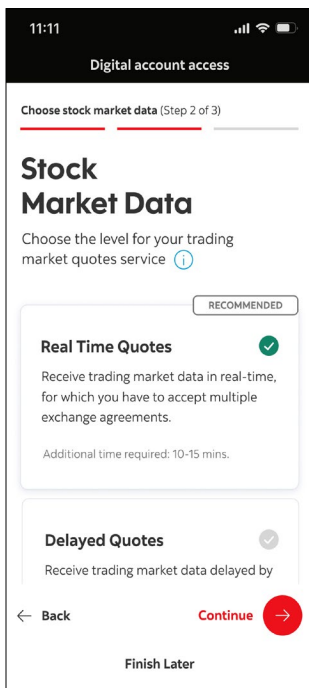 11:11
Digital account access
Choose stock market data (Step 2 of 3)
Stock
Market Data
Choose the level for your trading
market quotes service
RECOMMENDED
Real Time Quotes
Receive trading market data in real-time,
for which you have to accept multiple
exchange agreements.
Additional time required: 10-15 mins.
Delayed Quotes
Receive trading market data delayed by
Back
Continue
Finish Later